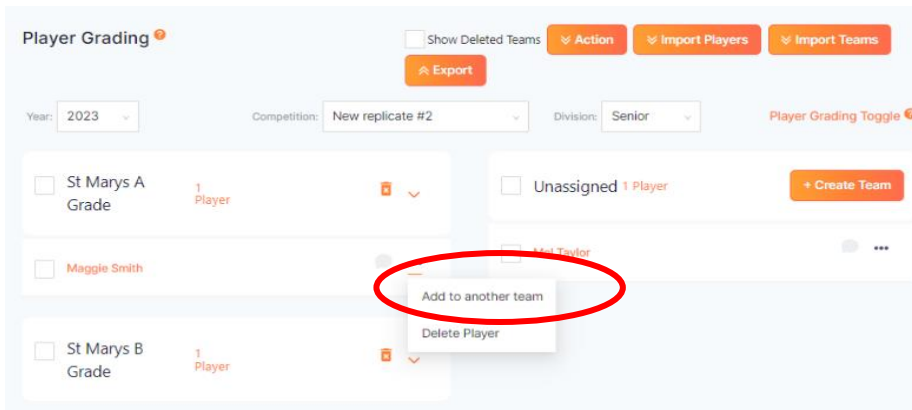 Player Grading ?
Show Deleted Teams Action Import Players Import Teams
Export
Year: 2023 Competition: New replicate #2 Division: Senior Player Grading Toggle ?
St Marys A
Grade
1
Player
Unassigned 1 Player + Create Team
Maggie Smith
Mel Taylor
Add to another team
Delete Player
St Marys B
Grade
1
Player